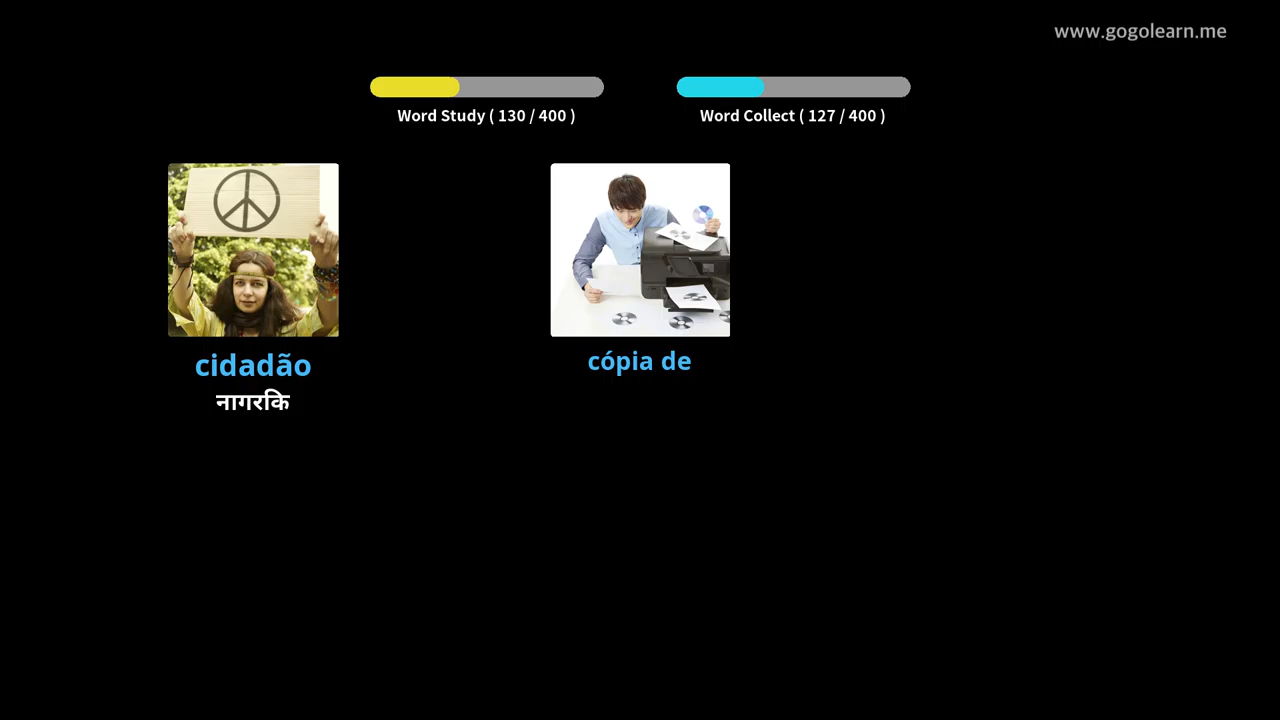 www.gogolearn.me
Word Study ( 130 / 400 )
Word Collect ( 127 / 400 )
cidadão
cópia de
नागरिक